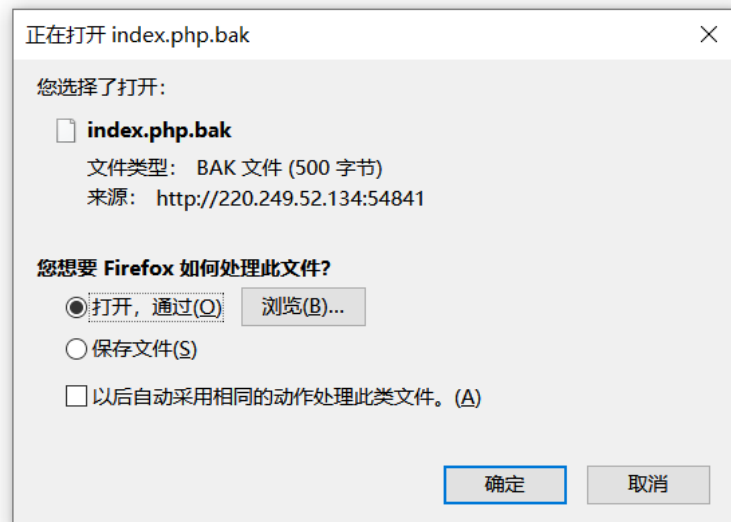 正在打开 index.php.bak
您选择了打开：
index.php.bak
文件类型： BAK 文件 (500 字节)
来源： http://220.249.52.134:54841
您想要 Firefox 如何处理此文件？
打开，通过(O) 浏览(B)...
保存文件(S)
以后自动采用相同的动作处理此类文件。(A)
确定 取消